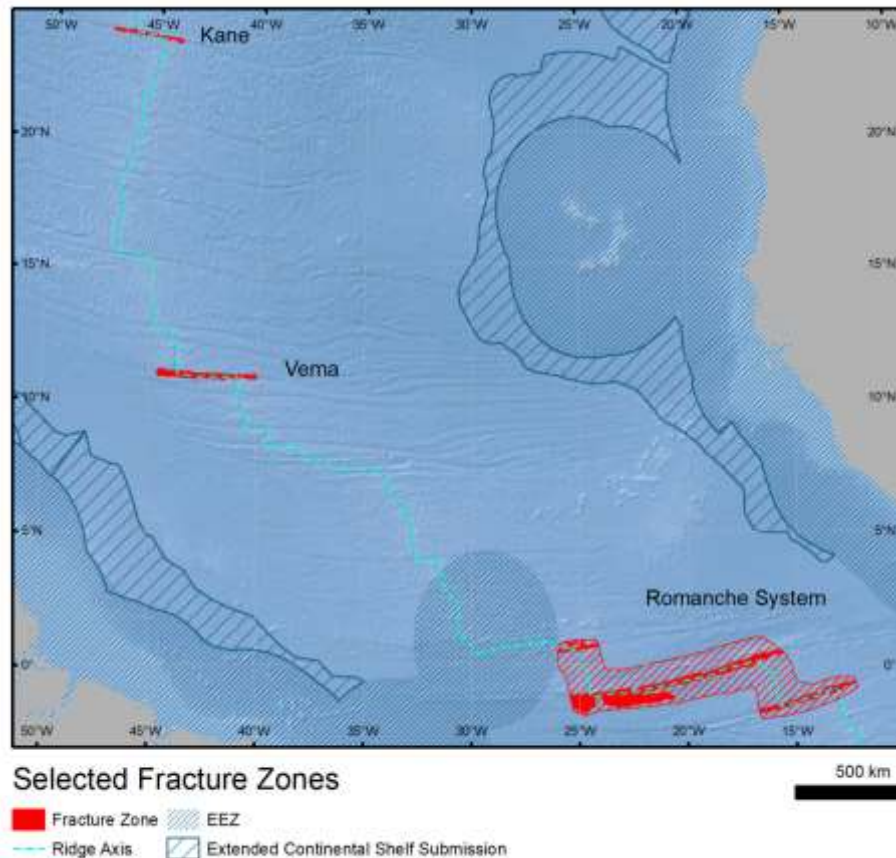 50°W 45°W 40°W 35°W 30°W 25°W 20°W 15°W 10°W
Kane
20°N 20°N
15°N 15°N
Vema
10°N 10°N
5°N 5°N
Romanche System
0° 0°
50°W 45°W 40°W 35°W 30°W 25°W 20°W 15°W
Selected Fracture Zones
500 km
Fracture Zone EEZ
Ridge Axis Extended Continental Shelf Submission